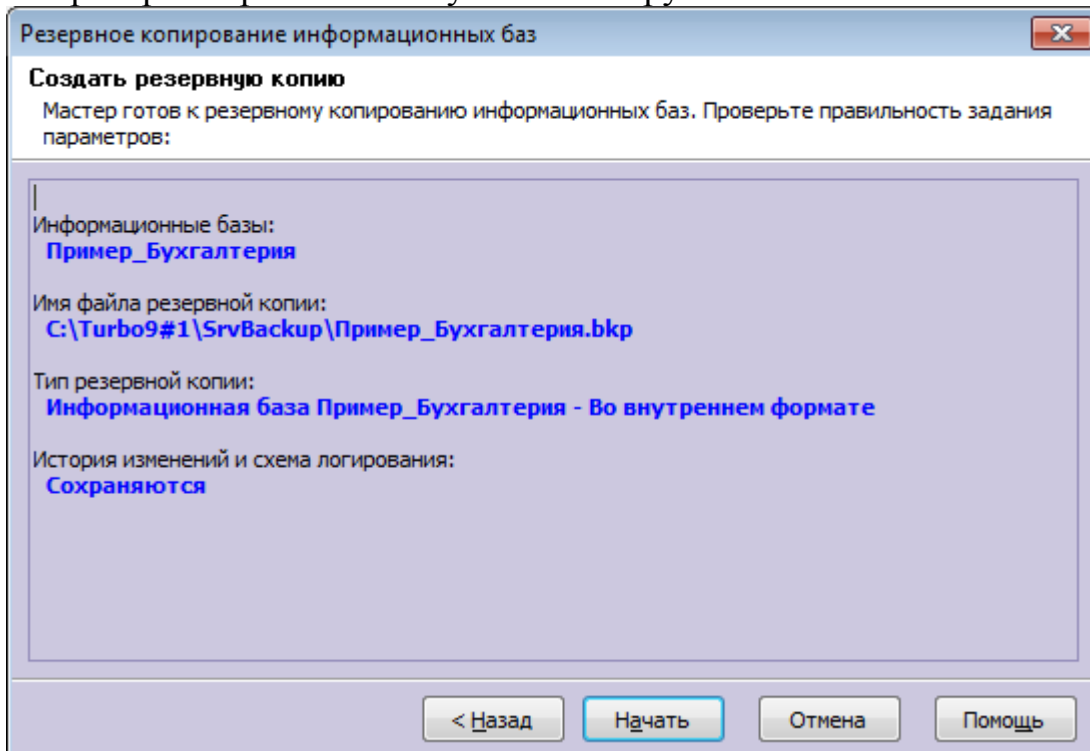 Резервное копирование информационных баз
Создать резервную копию
Мастер готов к резервному копированию информационных баз. Проверьте правильность задания
параметров:
Информационные базы:
Пример_Бухгалтерия
Имя файла резервной копии:
C:\Turbo9#1\SrvBackup\Пример_Бухгалтерия.bkp
Тип резервной копии:
Информационная база Пример_Бухгалтерия - Во внутреннем формате
История изменений и схема логирования:
Сохраняются
< Назад Начать Отмена Помощь